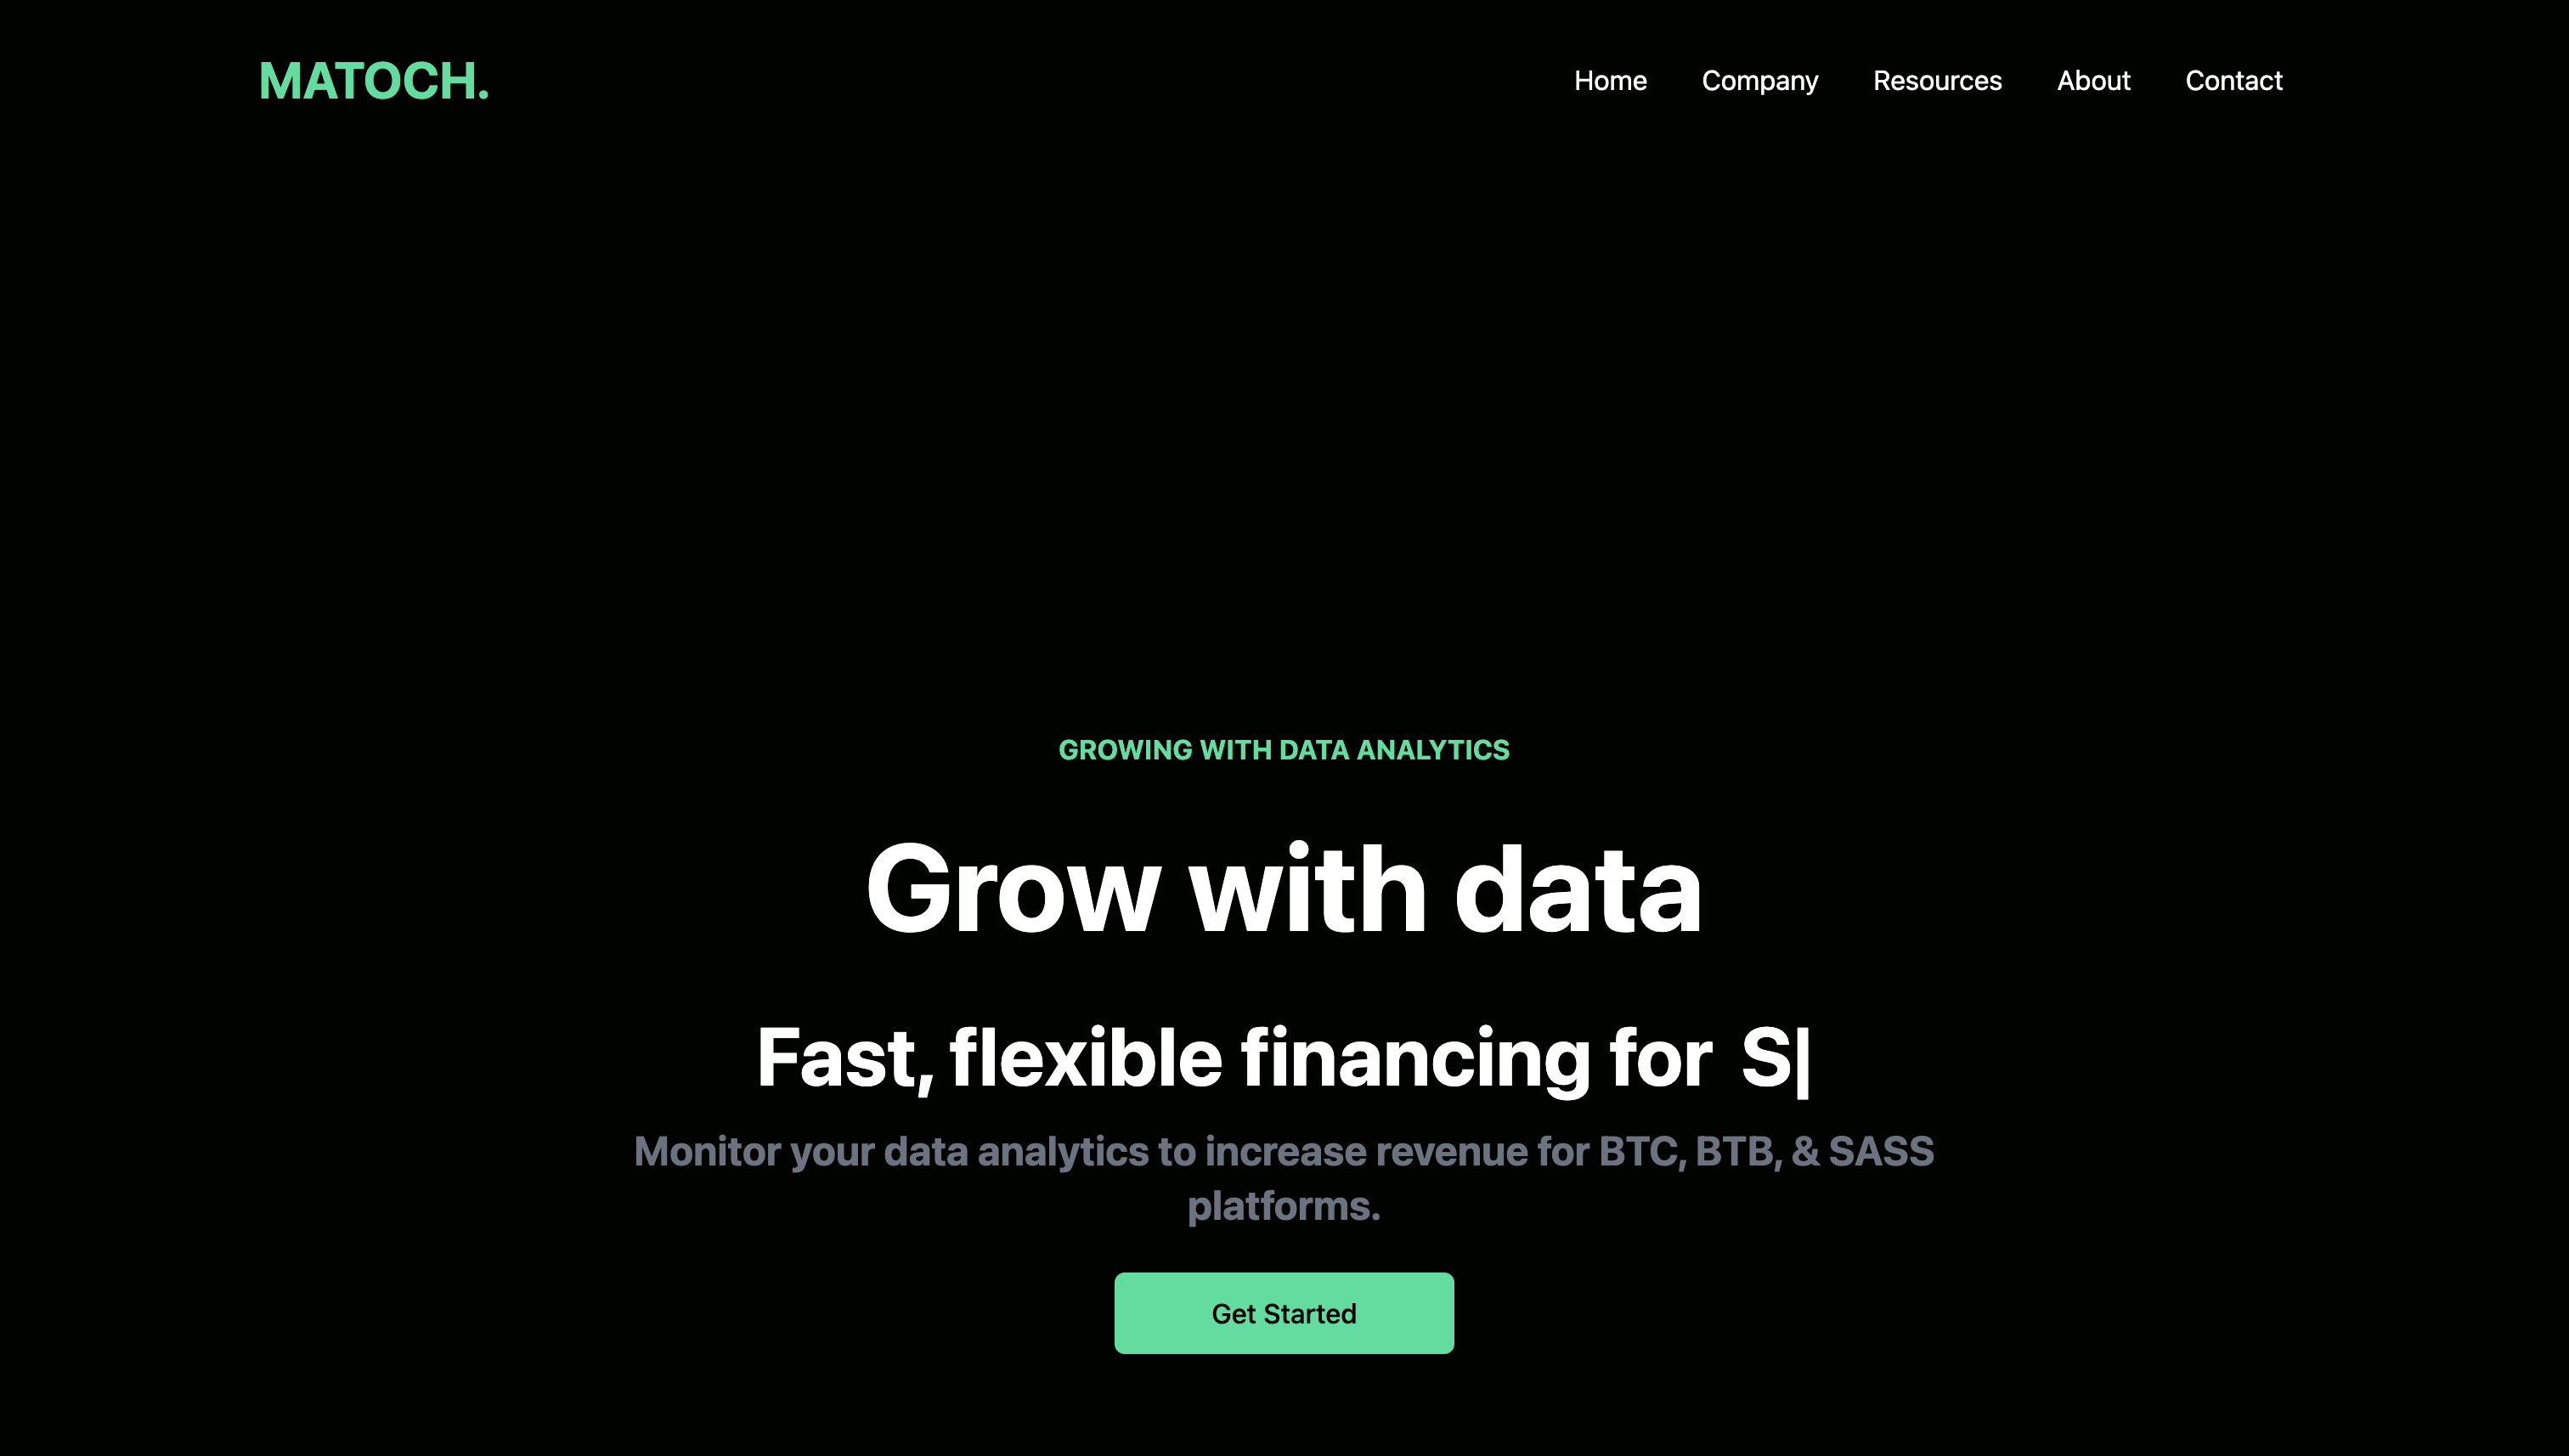 MATOCH.
Home Company Resources About Contact
GROWING WITH DATA ANALYTICS
Grow with data
Fast, flexible financing for S|
Monitor your data analytics to increase revenue for BTC, BTB, & SASS
platforms.
Get Started